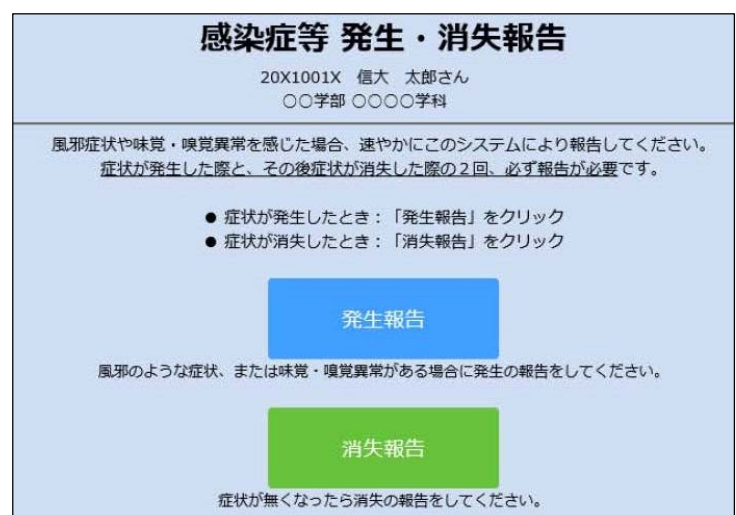 感染症等 発生・消失報告
20X1001X 信大 太郎さん
○○学部 ○○○○学科
風邪症状や味覚・嗅覚異常を感じた場合、速やかにこのシステムにより報告してください。
症状が発生した際と、その後症状が消失した際の2回、必ず報告が必要です。
● 症状が発生したとき：「発生報告」をクリック
● 症状が消失したとき：「消失報告」をクリック
発生報告
風邪のような症状、または味覚・嗅覚異常がある場合に発生の報告をしてください。
消失報告
症状が無くなったら消失の報告をしてください。